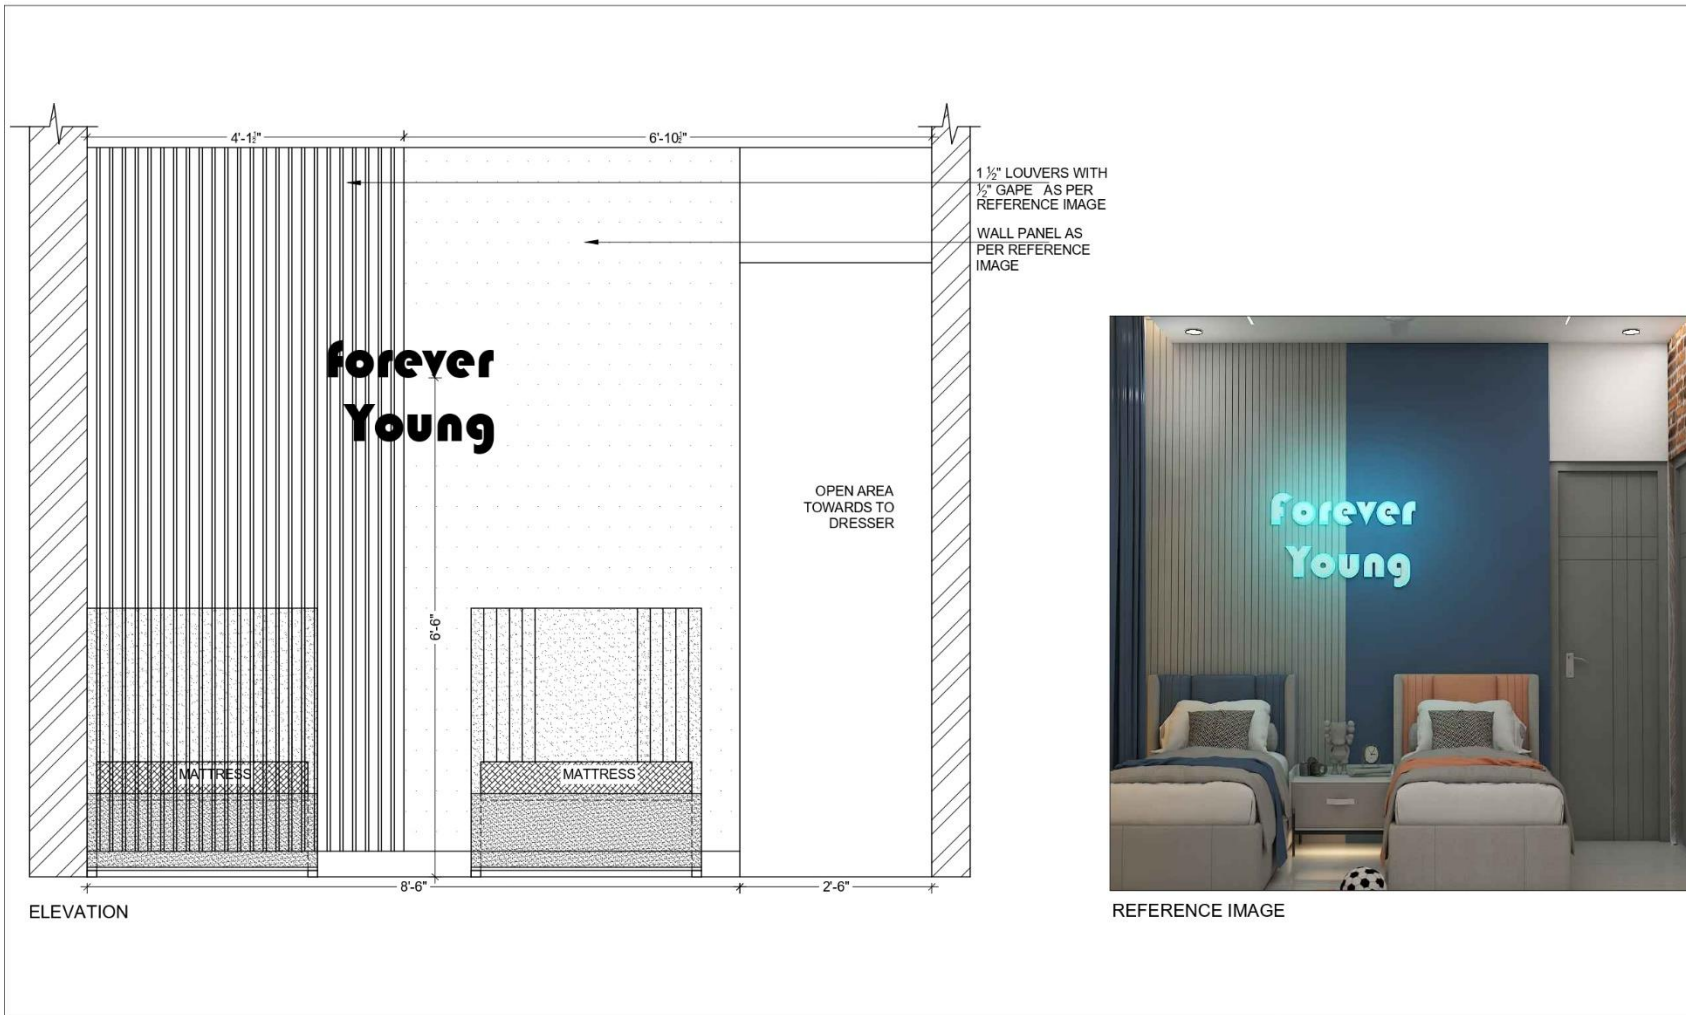 4'-1½" 6'-10½"
1 ½" LOUVERS WITH
½" GAPE AS PER
REFERENCE IMAGE
WALL PANEL AS
PER REFERENCE
IMAGE
forever
Young
OPEN AREA
TOWARDS TO
DRESSER
6'-6"
MATTRESS MATTRESS
8'-6" 2'-6"
ELEVATION
forever
Young
REFERENCE IMAGE